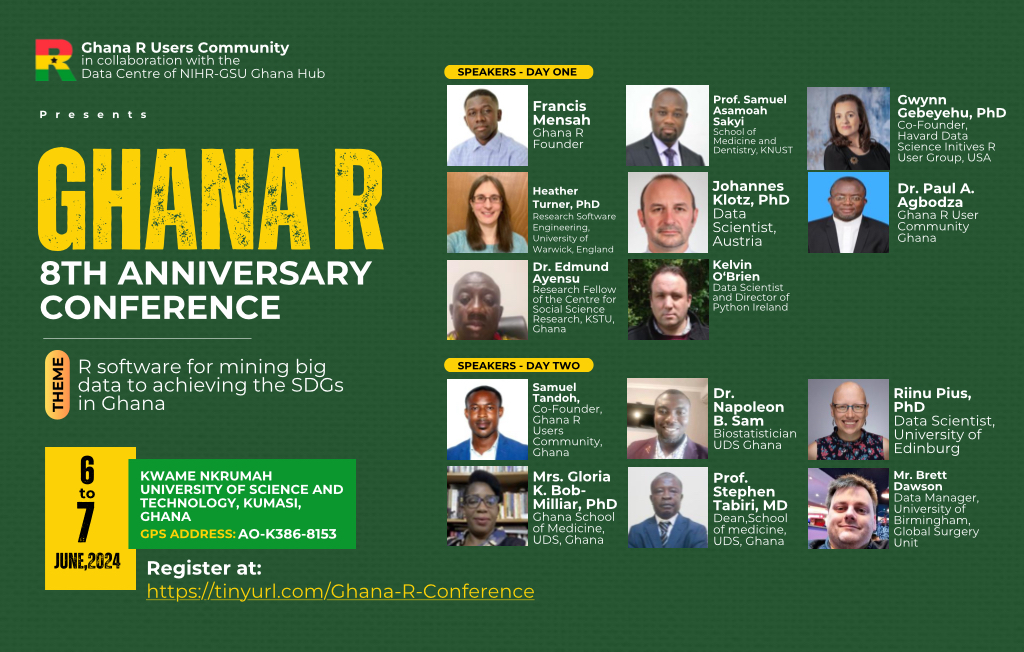 R
Ghana R Users Community
in collaboration with the
Data Centre of NIHR-GSU Ghana Hub
Presents
GHANA R
8TH ANNIVERSARY
CONFERENCE
THEME
R software for mining big
data to achieving the SDGs
in Ghana
6
to
7
JUNE,2024
KWAME NKRUMAH
UNIVERSITY OF SCIENCE AND
TECHNOLOGY, KUMASI,
GHANA
GPS ADDRESS: AO-K386-8153
Register at:
https://tinyurl.com/Ghana-R-Conference
SPEAKERS - DAY ONE
Francis
Mensah
Ghana R
Founder
Prof. Samuel
Asamoah
Sakyi
School of
Medicine and
Dentistry, KNUST
Gwynn
Gebeyehu, PhD
Co-Founder,
Havard Data
Science Initives R
User Group, USA
Heather
Turner, PhD
Research Software
Engineering,
University of
Warwick, England
Johannes
Klotz, PhD
Data
Scientist,
Austria
Dr. Paul A.
Agbodza
Ghana R User
Community
Ghana
Dr. Edmund
Ayensu
Research Fellow
of the Centre for
Social Science
Research, KSTU,
Ghana
Kelvin
O'Brien
Data Scientist
and Director of
Python Ireland
SPEAKERS - DAY TWO
Samuel
Tandoh,
Co-Founder,
Ghana R
Users
Community,
Ghana
Dr.
Napoleon
B. Sam
Biostatistician
UDS Ghana
Riinu Pius,
PhD
Data Scientist,
University of
Edinburg
Mrs. Gloria
K. Bob-
Milliar, PhD
Ghana School
of Medicine,
UDS, Ghana
Prof.
Stephen
Tabiri, MD
Dean,School
of medicine,
UDS, Ghana
Mr. Brett
Dawson
Data Manager,
University of
Birmingham,
Global Surgery
Unit